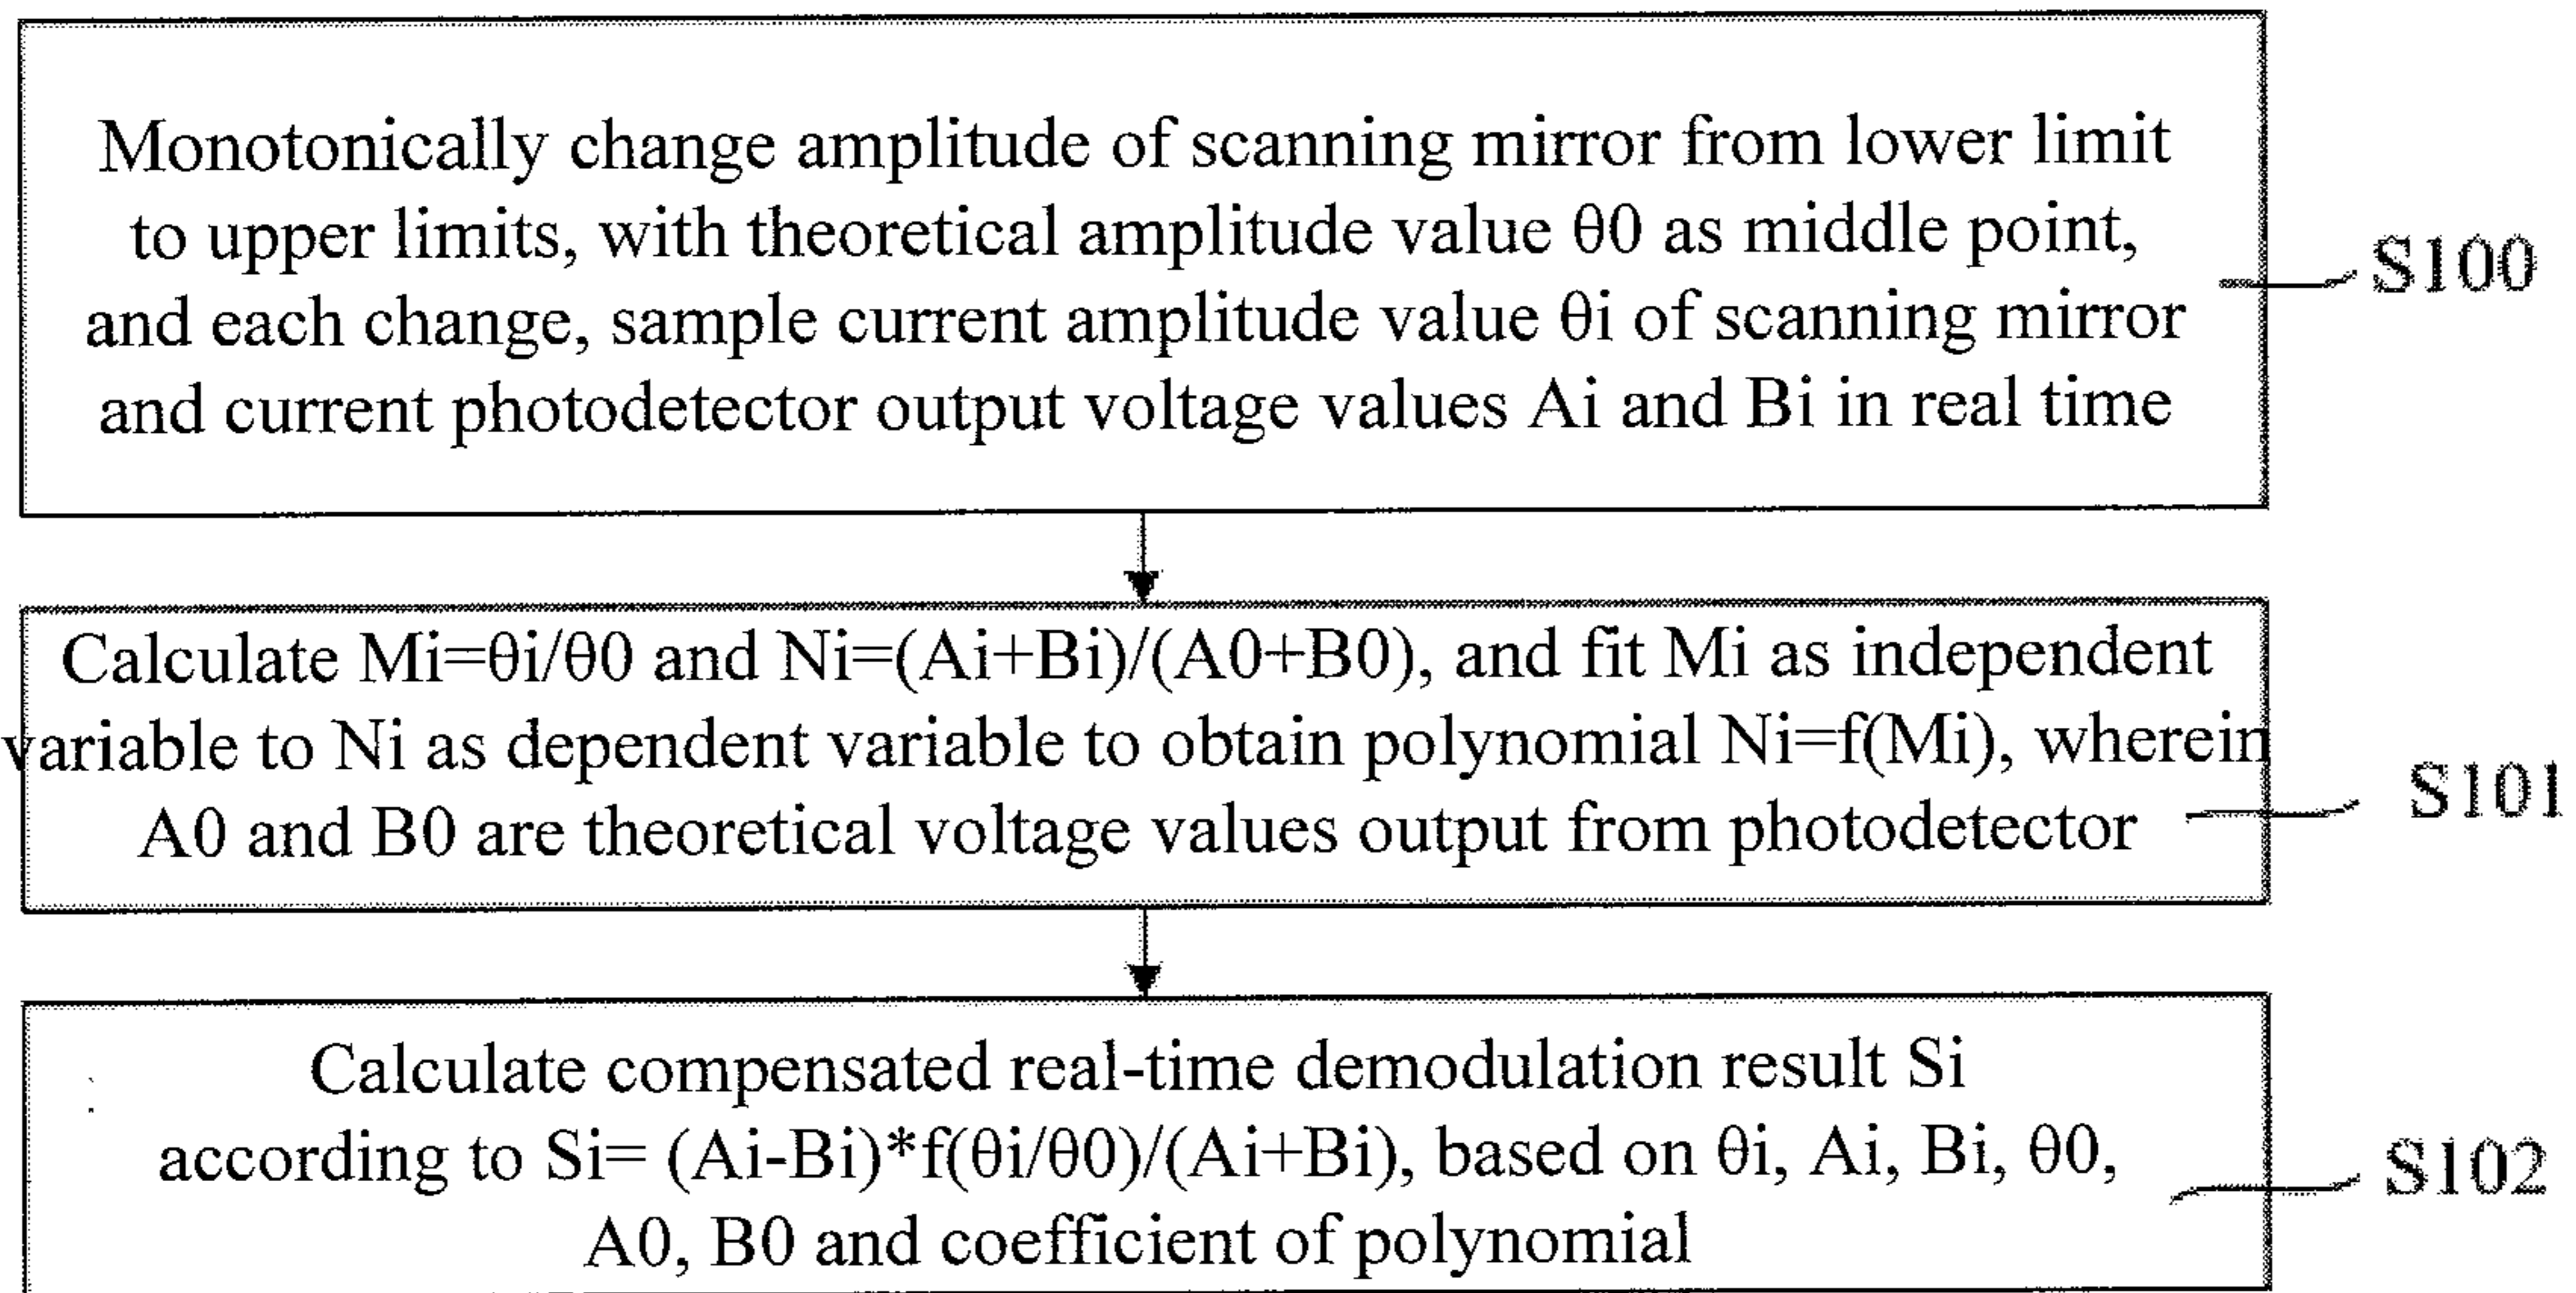 Monotonically change amplitude of scanning mirror from lower limit
to upper limits, with theoretical amplitude value θ0 as middle point,
and each change, sample current amplitude value θi of scanning mirror
and current photodetector output voltage values Ai and Bi in real time
S100
Calculate Mi=θi/θ0 and Ni=(Ai+Bi)/(A0+B0), and fit Mi as independent
variable to Ni as dependent variable to obtain polynomial Ni=f(Mi), wherein
A0 and B0 are theoretical voltage values output from photodetector
S101
Calculate compensated real-time demodulation result Si
according to Si= (Ai-Bi)*f(θi/θ0)/(Ai+Bi), based on θi, Ai, Bi, θ0,
A0, B0 and coefficient of polynomial
S102